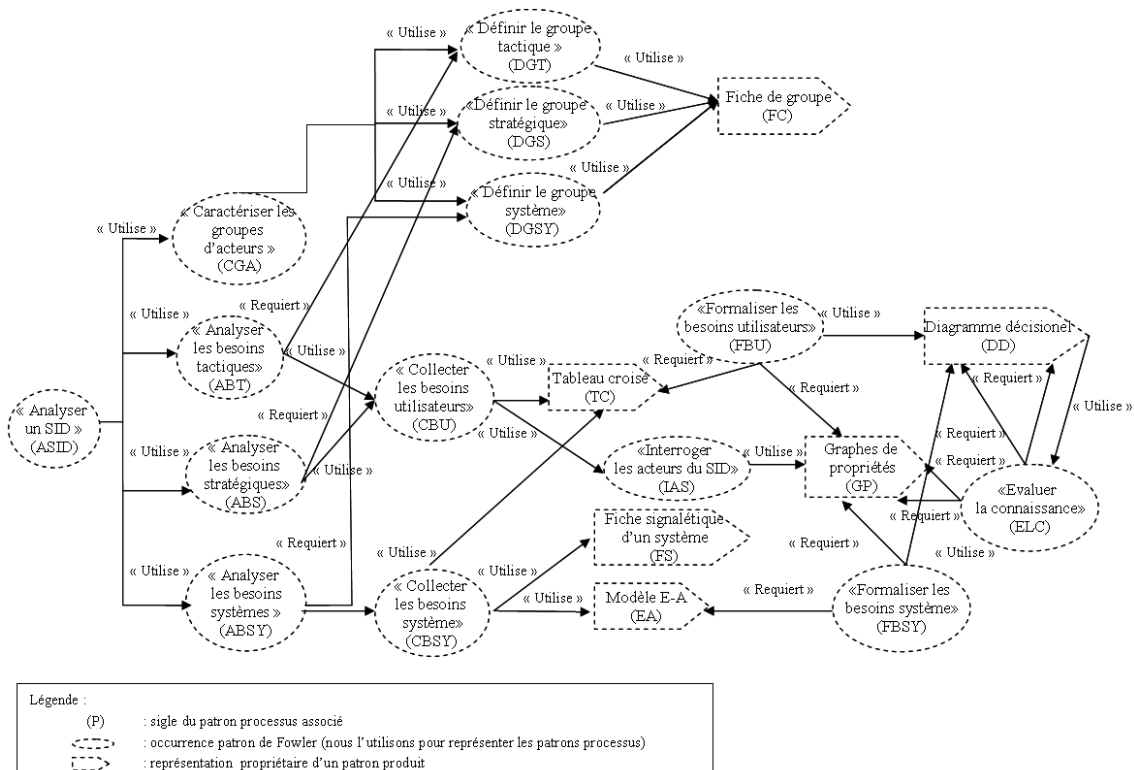 « Définir le groupe
tactique »
(DGT)
« Utilise »
« Utilise »
« Utilise »
Fiche de groupe
(FC)
« Utilise »
«Définir le groupe
stratégique»
(DGS)
« Utilise »
« Utilise »
« Utilise »
« Définir le groupe
système»
(DGSY)
« Caractériser les
groupes
d'acteurs »
(CGA)
« Utilise »
« Requiert »
«Formaliser les
besoins utilisateurs»
(FBU)
« Utilise »
Diagramme décisionel
(DD)
« Utilise »
« Analyser
les besoins
tactiques»
(ABT)
« Utilise »
« Collecter
les besoins
utilisateurs»
(CBU)
« Utilise »
Tableau croisé
(TC)
« Requiert »
« Requiert »
« Requiert »
« Utilise »
« Analyser
un SID »
(ASID)
« Requiert »
« Utilise »
« Analyser
les besoins
stratégiques»
(ABS)
« Utilise »
« Utilise »
«Interroger
les acteurs du SID»
(IAS)
« Utilise »
Graphes de
propriétés
(GP)
« Requiert »
« Requiert »
« Requiert »
«Evaluer
la connaissance»
(ELC)
« Requiert »
« Utilise »
« Utilise »
Fiche signalétique
d'un système
(FS)
« Requiert »
« Utilise »
« Utilise »
« Analyser
les besoins
systèmes »
(ABSY)
« Collecter
les besoins
système»
(CBSY)
« Utilise »
Modèle E-A
(EA)
« Requiert »
«Formaliser les
besoins système»
(FBSY)
Légende :
(P) : sigle du patron processus associé
: occurrence patron de Fowler (nous l'utilisons pour représenter les patrons processus)
: représentation propriétaire d'un patron produit